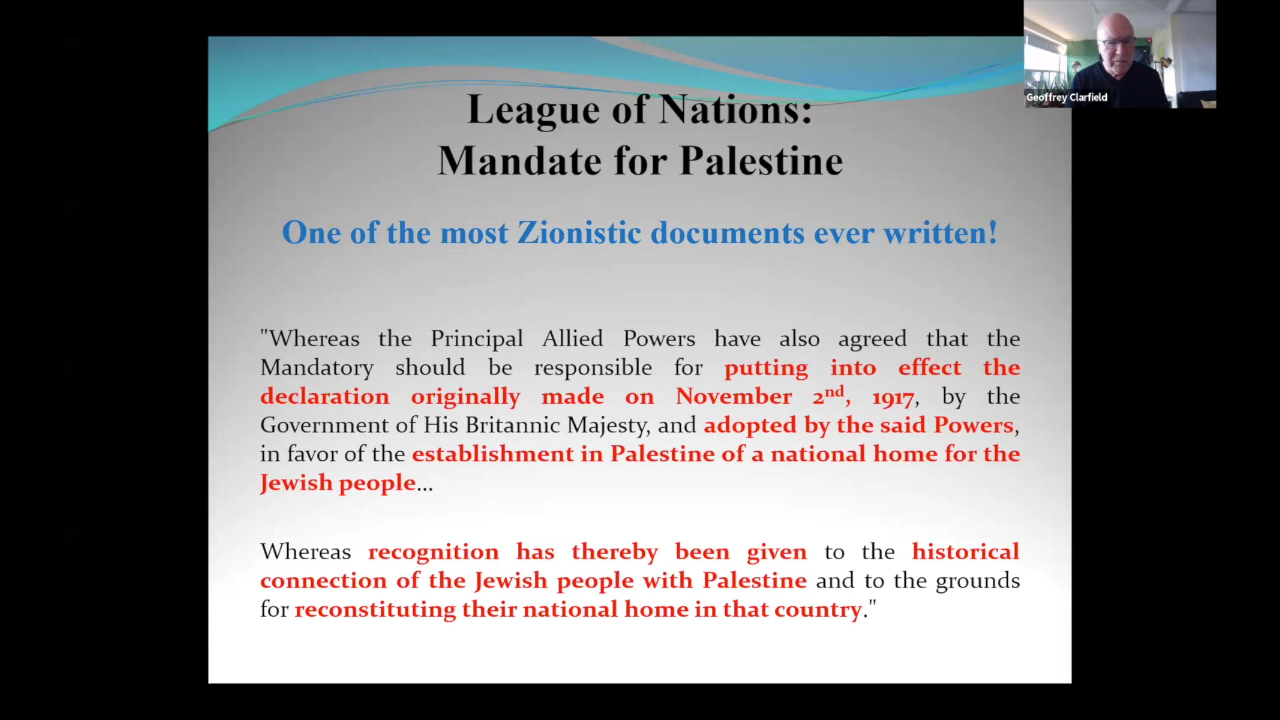 League of Nations:
Mandate for Palestine
One of the most Zionistic documents ever written!
"Whereas the Principal Allied Powers have also agreed that the
Mandatory should be responsible for putting into effect the
declaration originally made on November 2nd, 1917, by the
Government of His Britannic Majesty, and adopted by the said Powers,
in favor of the establishment in Palestine of a national home for the
Jewish people...
Whereas recognition has thereby been given to the historical
connection of the Jewish people with Palestine and to the grounds
for reconstituting their national home in that country."
Geoffrey Clarfield